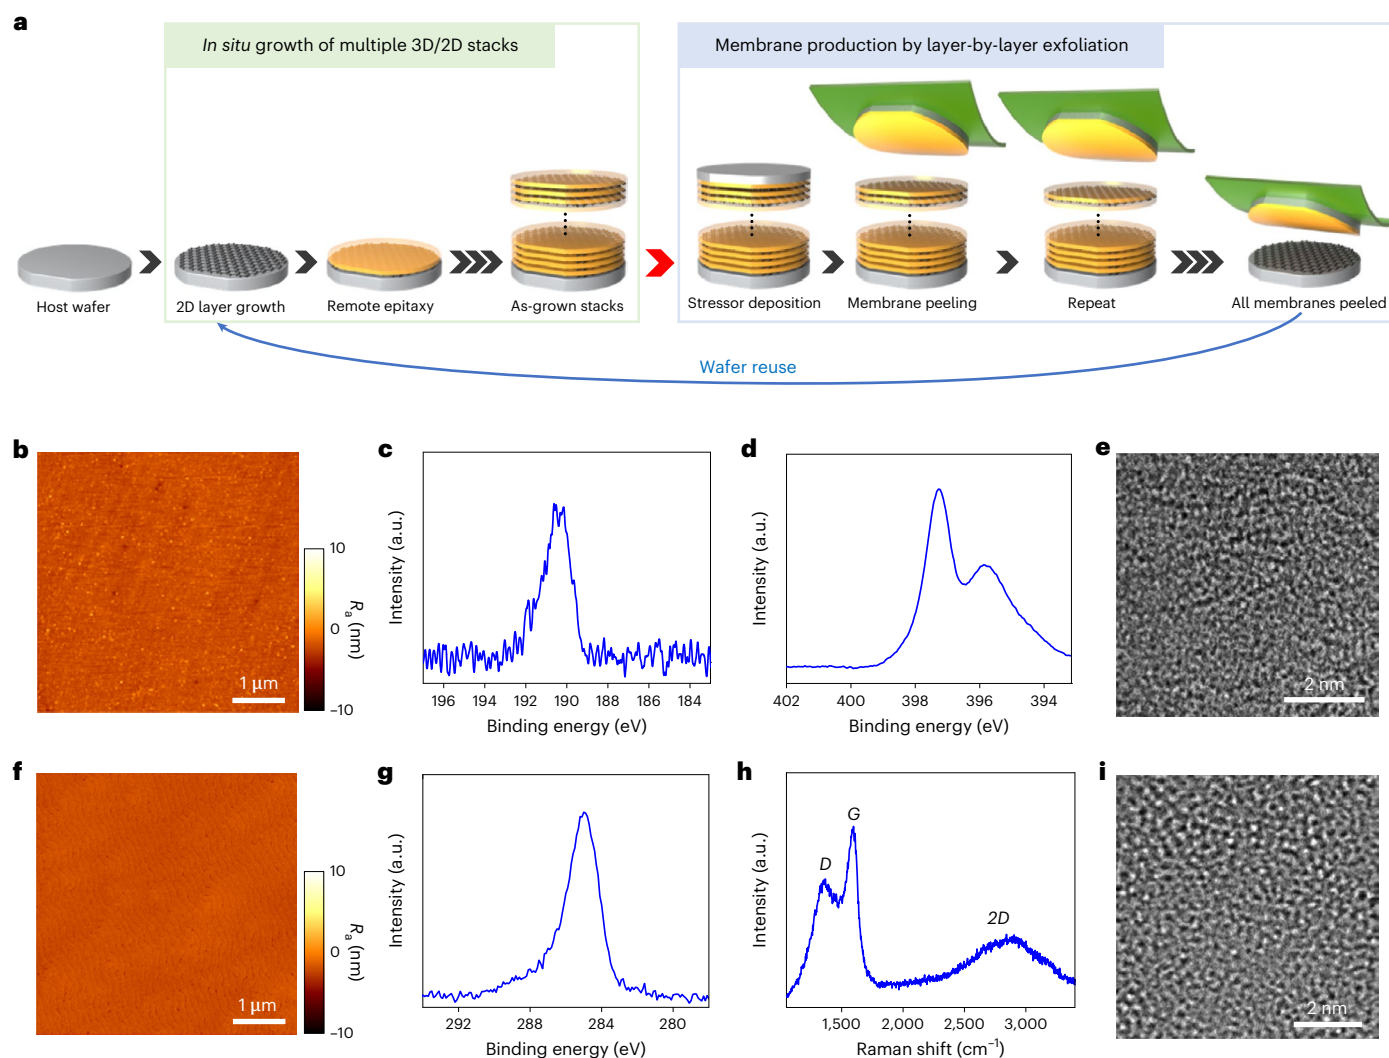 a
In situ growth of multiple 3D/2D stacks
Membrane production by layer-by-layer exfoliation
Host wafer
2D layer growth
Remote epitaxy
As-grown stacks
Stressor deposition
Membrane peeling
Repeat
All membranes peeled
Wafer reuse
b
10
0
–10
Ra (nm)
1 µm
c
Intensity (a.u.)
196 194 192 190 188 186 184
Binding energy (eV)
d
Intensity (a.u.)
402 400 398 396 394
Binding energy (eV)
e
2 nm
f
10
0
–10
Ra (nm)
1 µm
g
Intensity (a.u.)
292 288 284 280
Binding energy (eV)
h
Intensity (a.u.)
D
G
2D
1,500 2,000 2,500 3,000
Raman shift (cm⁻¹)
i
2 nm